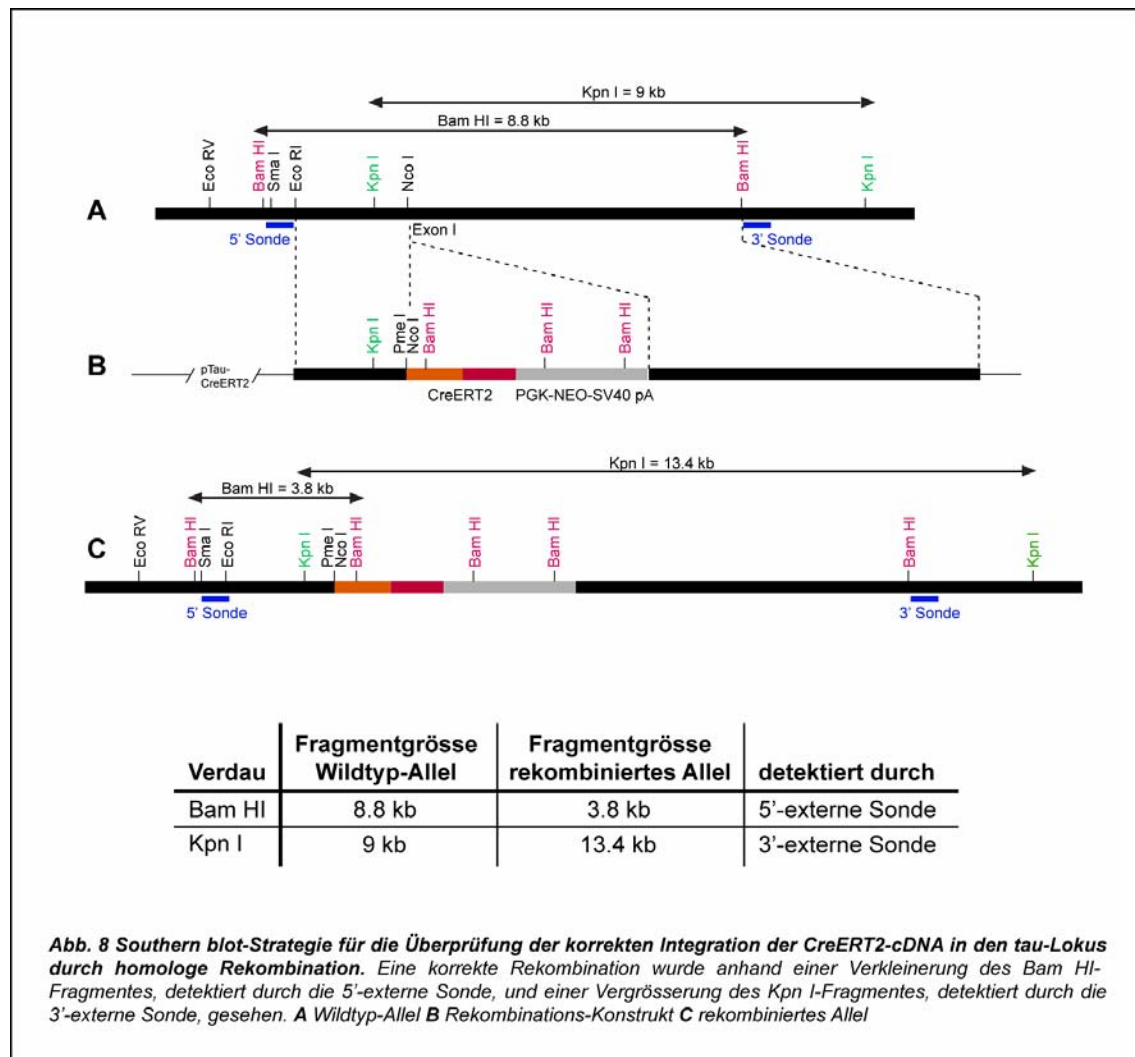 Kpn I = 9 kb
Bam HI = 8.8 kb
Eco RV
Bam HI
Sma I
Eco RI
Kpn I
Nco I
Bam HI
Kpn I
A
5' Sonde
Exon I
3' Sonde
Kpn I
Pme I
Nco I
Bam HI
Bam HI
Bam HI
B
pTau-
CreERT2
CreERT2
PGK-NEO-SV40 pA
Kpn I = 13.4 kb
Bam HI = 3.8 kb
Eco RV
Bam HI
Sma I
Eco RI
Kpn I
Pme I
Nco I
Bam HI
Bam HI
Bam HI
Bam HI
Kpn I
C
5' Sonde
3' Sonde
Fragmentgrösse Fragmentgrösse
Verdau Wildtyp-Allel rekombiniertes Allel detektiert durch
Bam HI 8.8 kb 3.8 kb 5'-externe Sonde
Kpn I 9 kb 13.4 kb 3'-externe Sonde
Abb. 8 Southern blot-Strategie für die Überprüfung der korrekten Integration der CreERT2-cDNA in den tau-Lokus
durch homologe Rekombination. Eine korrekte Rekombination wurde anhand einer Verkleinerung des Bam HI-
Fragmentes, detektiert durch die 5'-externe Sonde, und einer Vergrösserung des Kpn I-Fragmentes, detektiert durch die
3'-externe Sonde, gesehen. A Wildtyp-Allel B Rekombinations-Konstrukt C rekombiniertes Allel